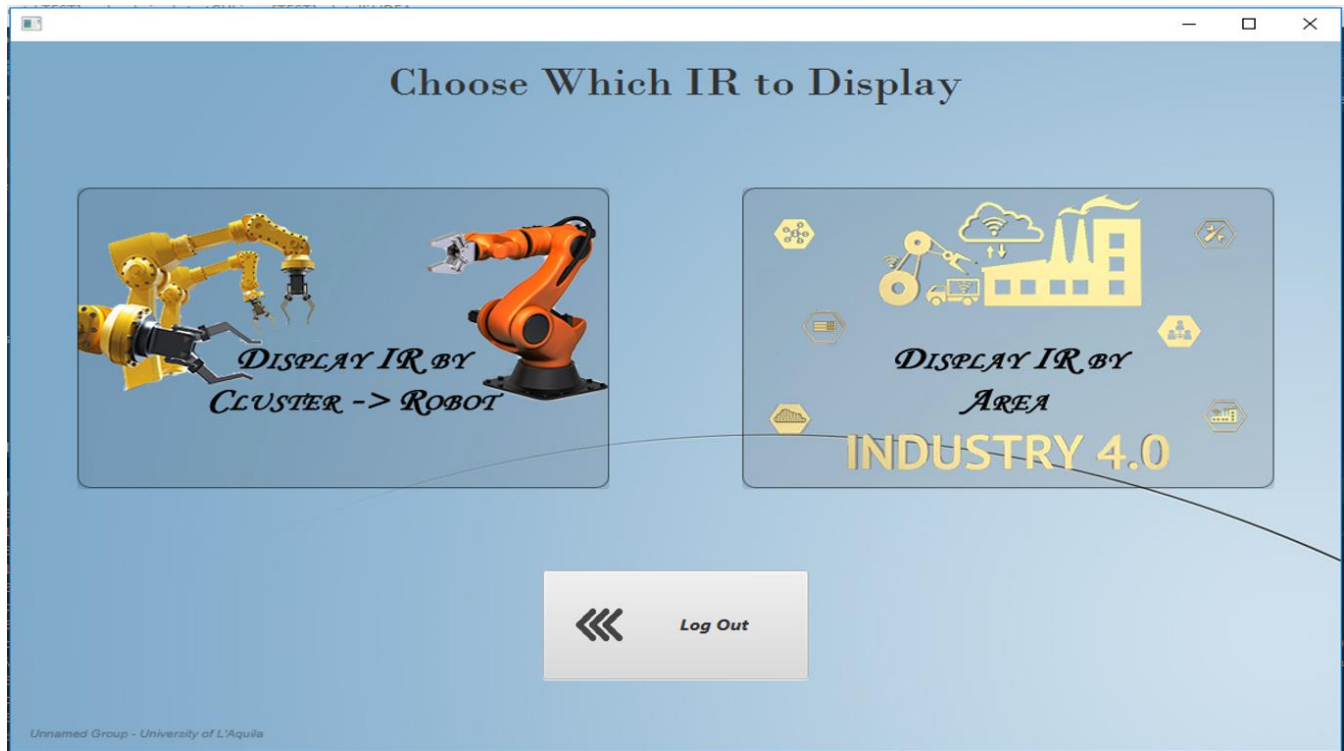 Choose Which IR to Display
Display IR by
Cluster -> Robot
Display IR by
Area
INDUSTRY 4.0
Log Out
Unnamed Group - University of L'Aquila